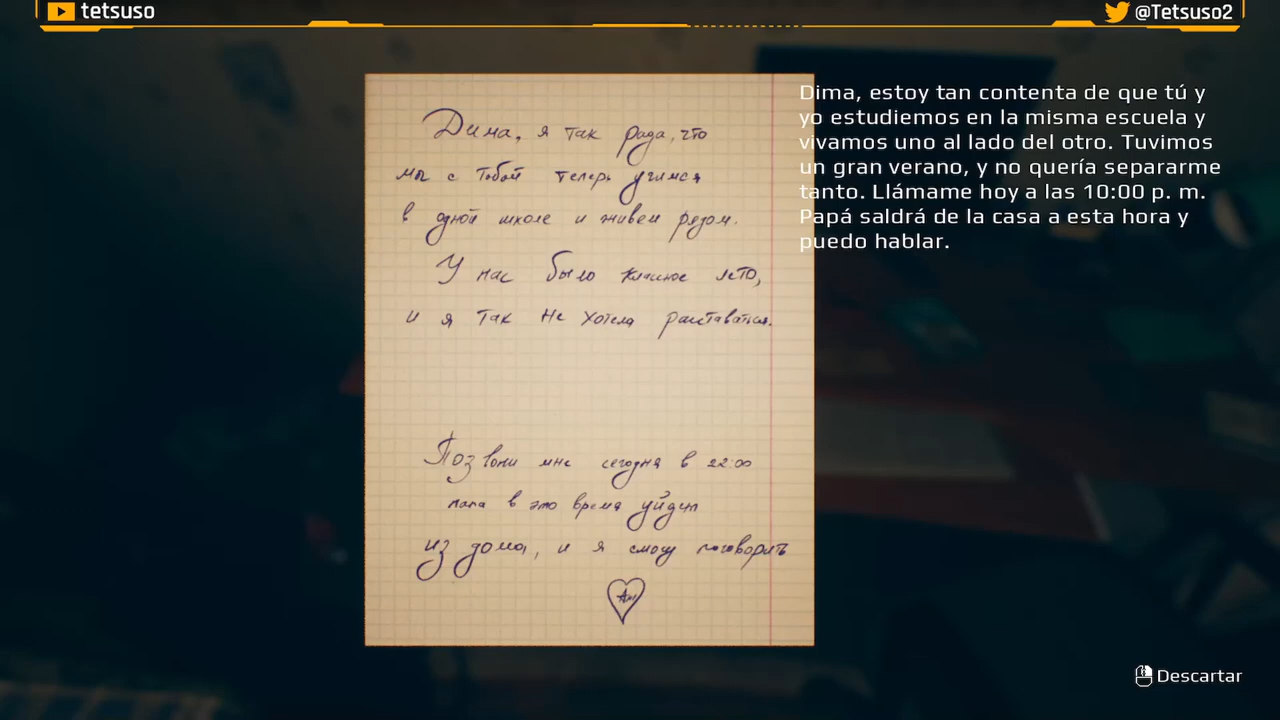 tetsuso
@Tetsuso2
Дима, я так рада, что
мы с тобой теперь учимся
в одной школе и живем рядом.
У нас было классное лето,
и я так не хотела расставаться.
Позвони мне сегодня в 22:00
папа в это время уйдет
из дома, и я смогу поговорить
Dima, estoy tan contenta de que tú y
yo estudiemos en la misma escuela y
vivamos uno al lado del otro. Tuvimos
un gran verano, y no quería separarme
tanto. Llámame hoy a las 10:00 p. m.
Papá saldrá de la casa a esta hora y
puedo hablar.
Descartar